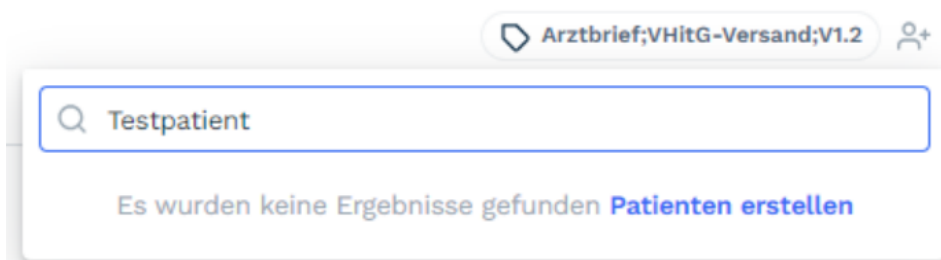 Arztbrief;VHitG-Versand;V1.2
Testpatient
Es wurden keine Ergebnisse gefunden Patienten erstellen